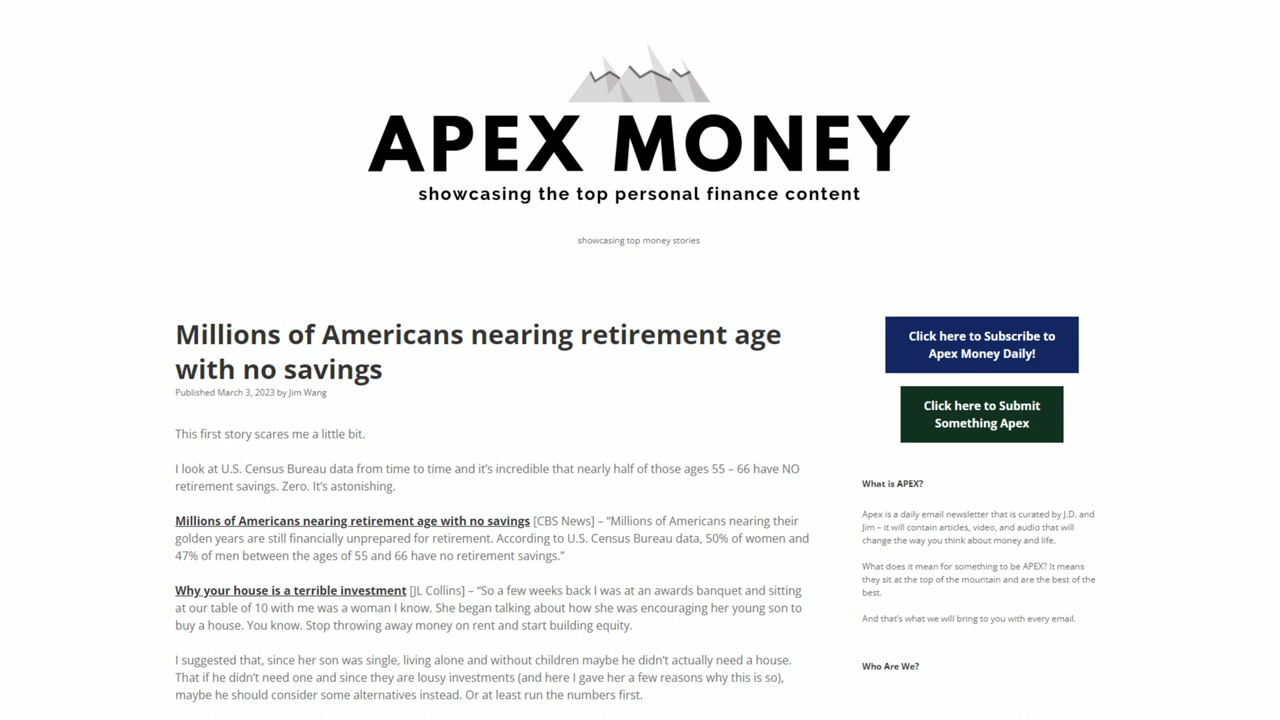 APEX MONEY
showcasing the top personal finance content
showcasing top money stories
Millions of Americans nearing retirement age
with no savings
Published March 3, 2023 by Jim Wang
This first story scares me a little bit.
I look at U.S. Census Bureau data from time to time and it's incredible that nearly half of those ages 55 – 66 have NO
retirement savings. Zero. It's astonishing.
Millions of Americans nearing retirement age with no savings [CBS News] – “Millions of Americans nearing their
golden years are still financially unprepared for retirement. According to U.S. Census Bureau data, 50% of women and
47% of men between the ages of 55 and 66 have no retirement savings.”
Why your house is a terrible investment [JL Collins] – “So a few weeks back I was at an awards banquet and sitting
at our table of 10 with me was a woman I know. She began talking about how she was encouraging her young son to
buy a house. You know. Stop throwing away money on rent and start building equity.
I suggested that, since her son was single, living alone and without children maybe he didn't actually need a house.
That if he didn't need one and since they are lousy investments (and here I gave her a few reasons why this is so),
maybe he should consider some alternatives instead. Or at least run the numbers first.
Click here to Subscribe to
Apex Money Daily!
Click here to Submit
Something Apex
What is APEX?
Apex is a daily email newsletter that is curated by J.D. and
Jim – it will contain articles, video, and audio that will
change the way you think about money and life.
What does it mean for something to be APEX? It means
they sit at the top of the mountain and are the best of the
best.
And that's what we will bring to you with every email.
Who Are We?